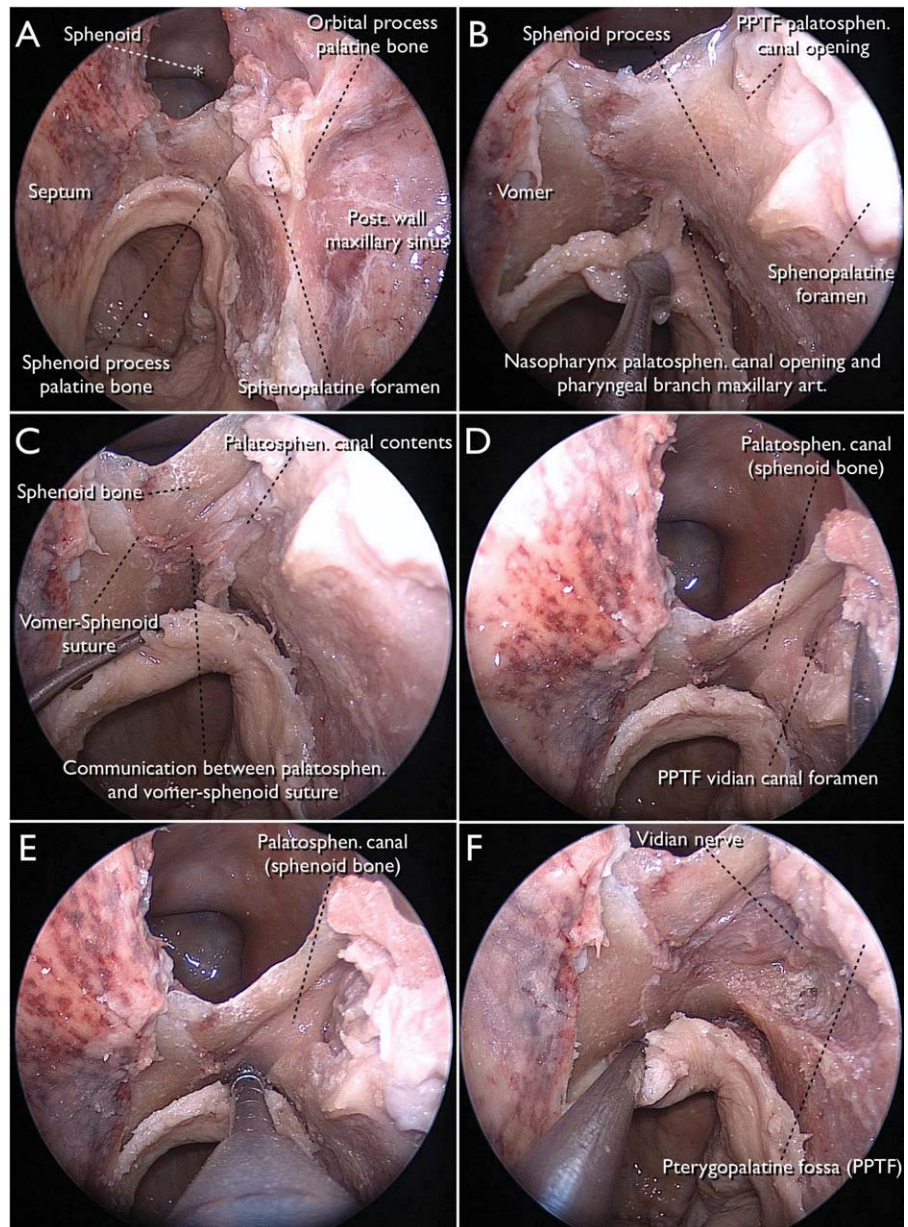 A
Sphenoid
*
Orbital process
palatine bone
Septum
Post. wall
maxillary sinus
Sphenoid process
palatine bone
Sphenopalatine foramen
B
Sphenoid process
PPTF palatosphen.
canal opening
Vomer
Sphenopalatine
foramen
Nasopharynx palatosphen. canal opening and
pharyngeal branch maxillary art.
C
Palatosphen. canal contents
Sphenoid bone
Vomer-Sphenoid
suture
Communication between palatosphen.
and vomer-sphenoid suture
D
Palatosphen. canal
(sphenoid bone)
PPTF vidian canal foramen
E
Palatosphen. canal
(sphenoid bone)
F
Vidian nerve
Pterygopalatine fossa (PPTF)